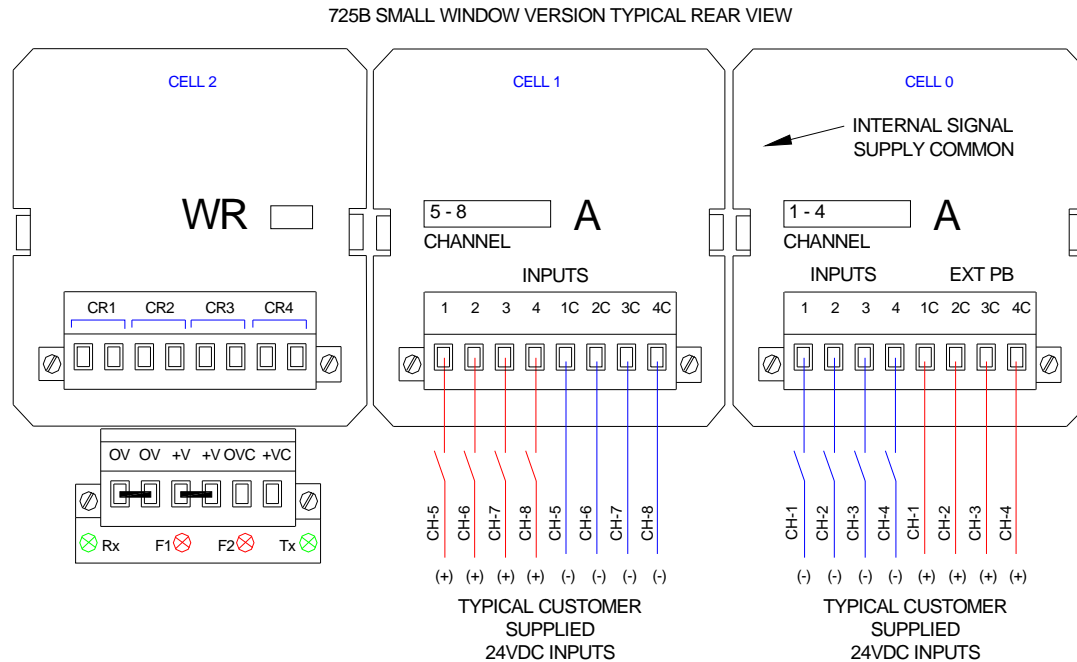 725B SMALL WINDOW VERSION TYPICAL REAR VIEW
CELL 2
WR
CR1 CR2 CR3 CR4
OV OV +V +V OVC +VC
Rx F1 F2 Tx
CELL 1
5 - 8
A
CHANNEL
INPUTS
1 2 3 4 1C 2C 3C 4C
CH-5 CH-6 CH-7 CH-8 CH-5 CH-6 CH-7 CH-8
(+) (+) (+) (+) (-) (-) (-) (-)
TYPICAL CUSTOMER
SUPPLIED
24VDC INPUTS
CELL 0
INTERNAL SIGNAL
SUPPLY COMMON
1 - 4
A
CHANNEL
INPUTS EXT PB
1 2 3 4 1C 2C 3C 4C
CH-1 CH-2 CH-3 CH-4 CH-1 CH-2 CH-3 CH-4
(-) (-) (-) (-) (+) (+) (+) (+)
TYPICAL CUSTOMER
SUPPLIED
24VDC INPUTS